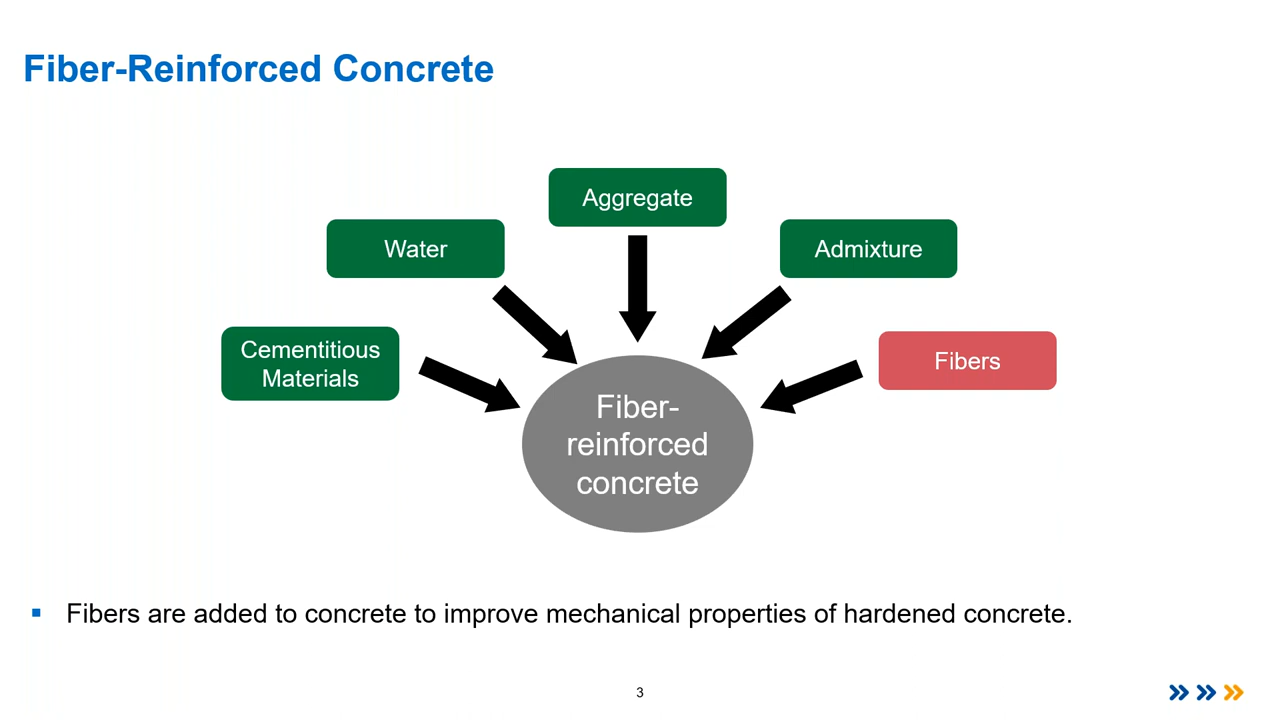 Fiber-Reinforced Concrete
Aggregate
Water
Admixture
Cementitious
Materials
Fibers
Fiber-
reinforced
concrete
▪ Fibers are added to concrete to improve mechanical properties of hardened concrete.
3